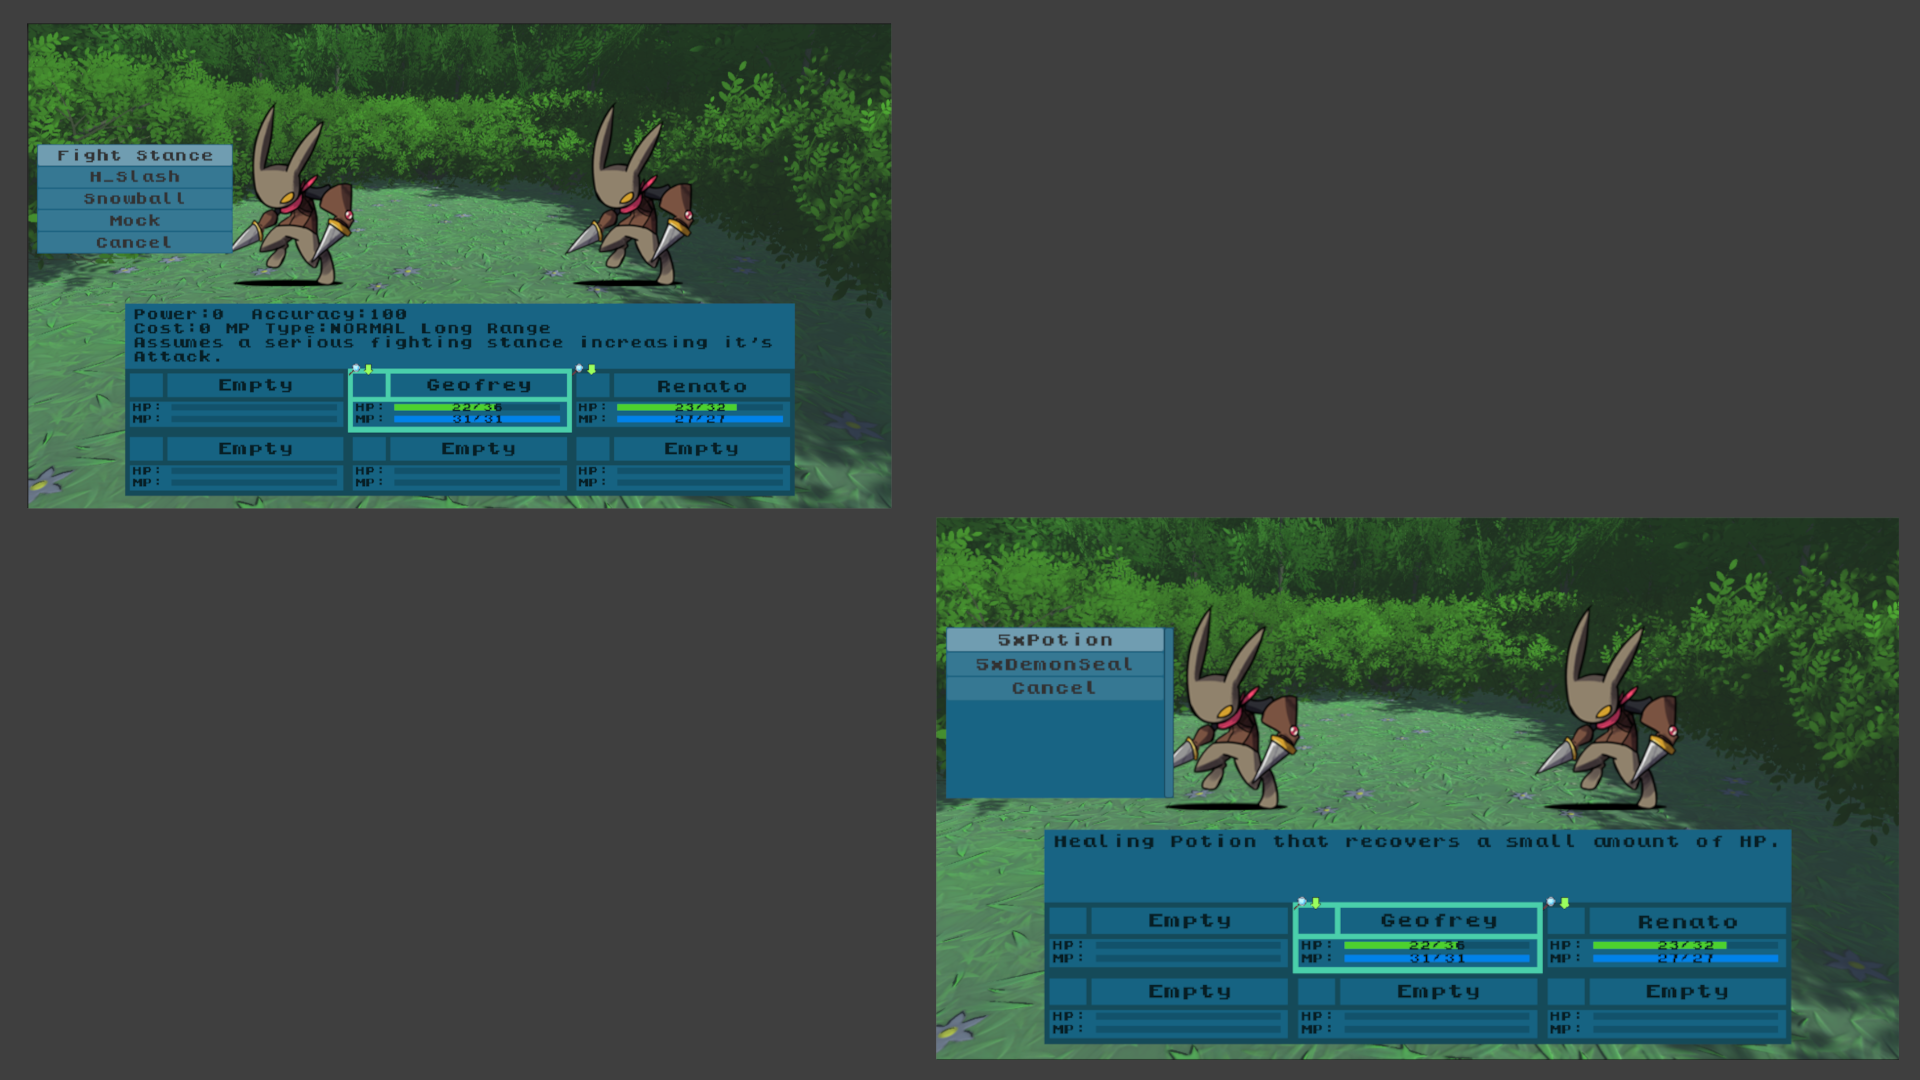 Fight Stance
H_Slash
Snowball
Mock
Cancel
Power:0 Accuracy:100
Cost:0 MP Type:NORMAL Long Range
Assumes a serious fighting stance increasing it's
Attack.
Empty Geofrey Renato
HP: HP: 22/36 HP: 23/32
MP: MP: 31/31 MP: 27/27
Empty Empty Empty
HP: HP: HP:
MP: MP: MP:
5xPotion
5xDemonSeal
Cancel
Healing Potion that recovers a small amount of HP.
Empty Geofrey Renato
HP: HP: 22/36 HP: 23/32
MP: MP: 31/31 MP: 27/27
Empty Empty Empty
HP: HP: HP:
MP: MP: MP: